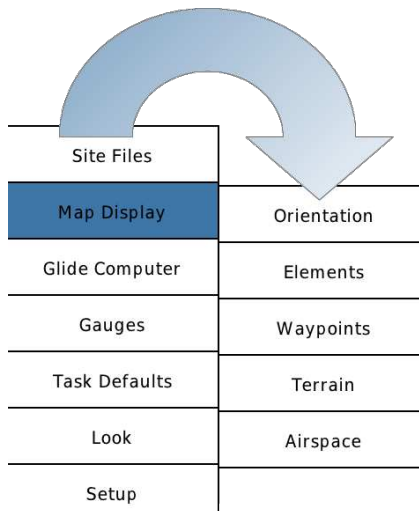 Site Files
Map Display
Glide Computer
Gauges
Task Defaults
Look
Setup
Orientation
Elements
Waypoints
Terrain
Airspace